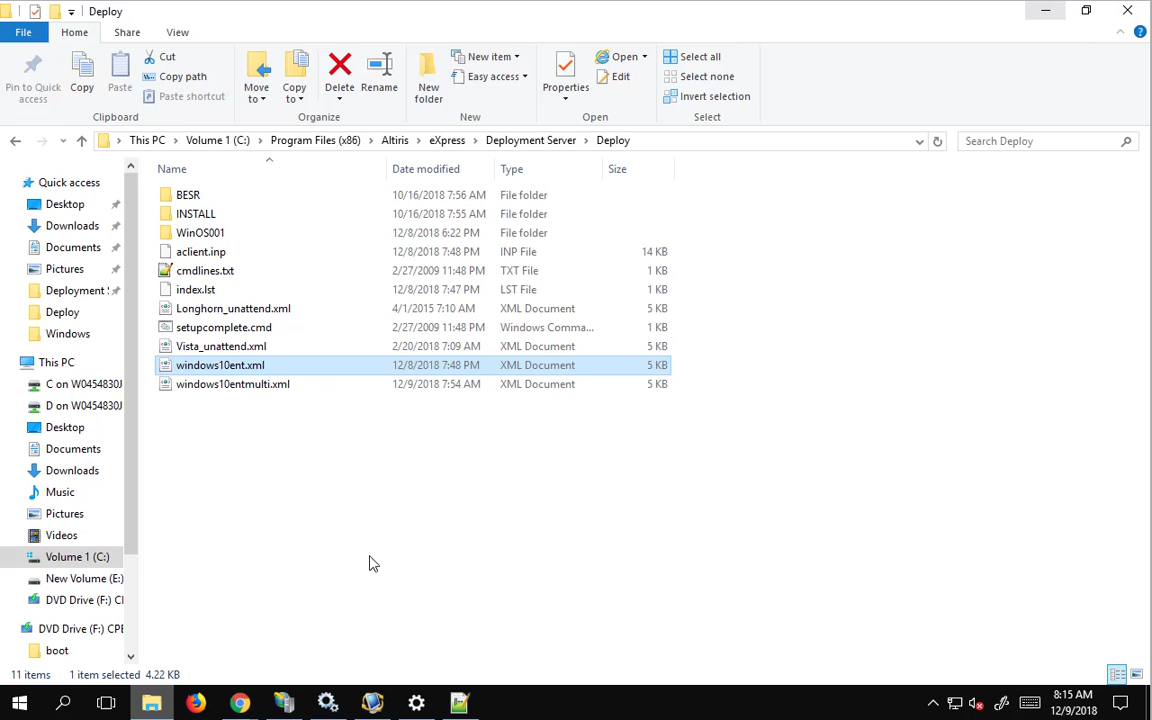 Deploy
File
Home
Share
View
Pin to Quick access
Copy
Paste
Cut
Copy path
Paste shortcut
Clipboard
Move to
Copy to
Delete
Rename
Organize
New folder
New item
Easy access
New
Properties
Open
Edit
Open
Select all
Select none
Invert selection
Select
This PC > Volume 1 (C:) > Program Files (x86) > Altiris > eXpress > Deployment Server > Deploy
Search Deploy
Name Date modified Type Size
BESR 10/16/2018 7:56 AM File folder
INSTALL 10/16/2018 7:55 AM File folder
WinOS001 12/8/2018 6:22 PM File folder
aclient.inp 12/8/2018 7:48 PM INP File 14 KB
cmdlines.txt 2/27/2009 11:48 PM TXT File 1 KB
index.lst 12/8/2018 7:47 PM LST File 1 KB
Longhorn_unattend.xml 4/1/2015 7:10 AM XML Document 5 KB
setupcomplete.cmd 2/27/2009 11:48 PM Windows Comma... 1 KB
Vista_unattend.xml 2/20/2018 7:09 AM XML Document 5 KB
windows10ent.xml 12/8/2018 7:48 PM XML Document 5 KB
windows10entmulti.xml 12/9/2018 7:54 AM XML Document 5 KB
Quick access
Desktop
Downloads
Documents
Pictures
Deployment
Deploy
Windows
This PC
C on W0454830J
D on W0454830J
Desktop
Documents
Downloads
Music
Pictures
Videos
Volume 1 (C:)
New Volume (E:)
DVD Drive (F:) CP
DVD Drive (F:) CPE
boot
11 items 1 item selected 4.22 KB
8:15 AM
12/9/2018